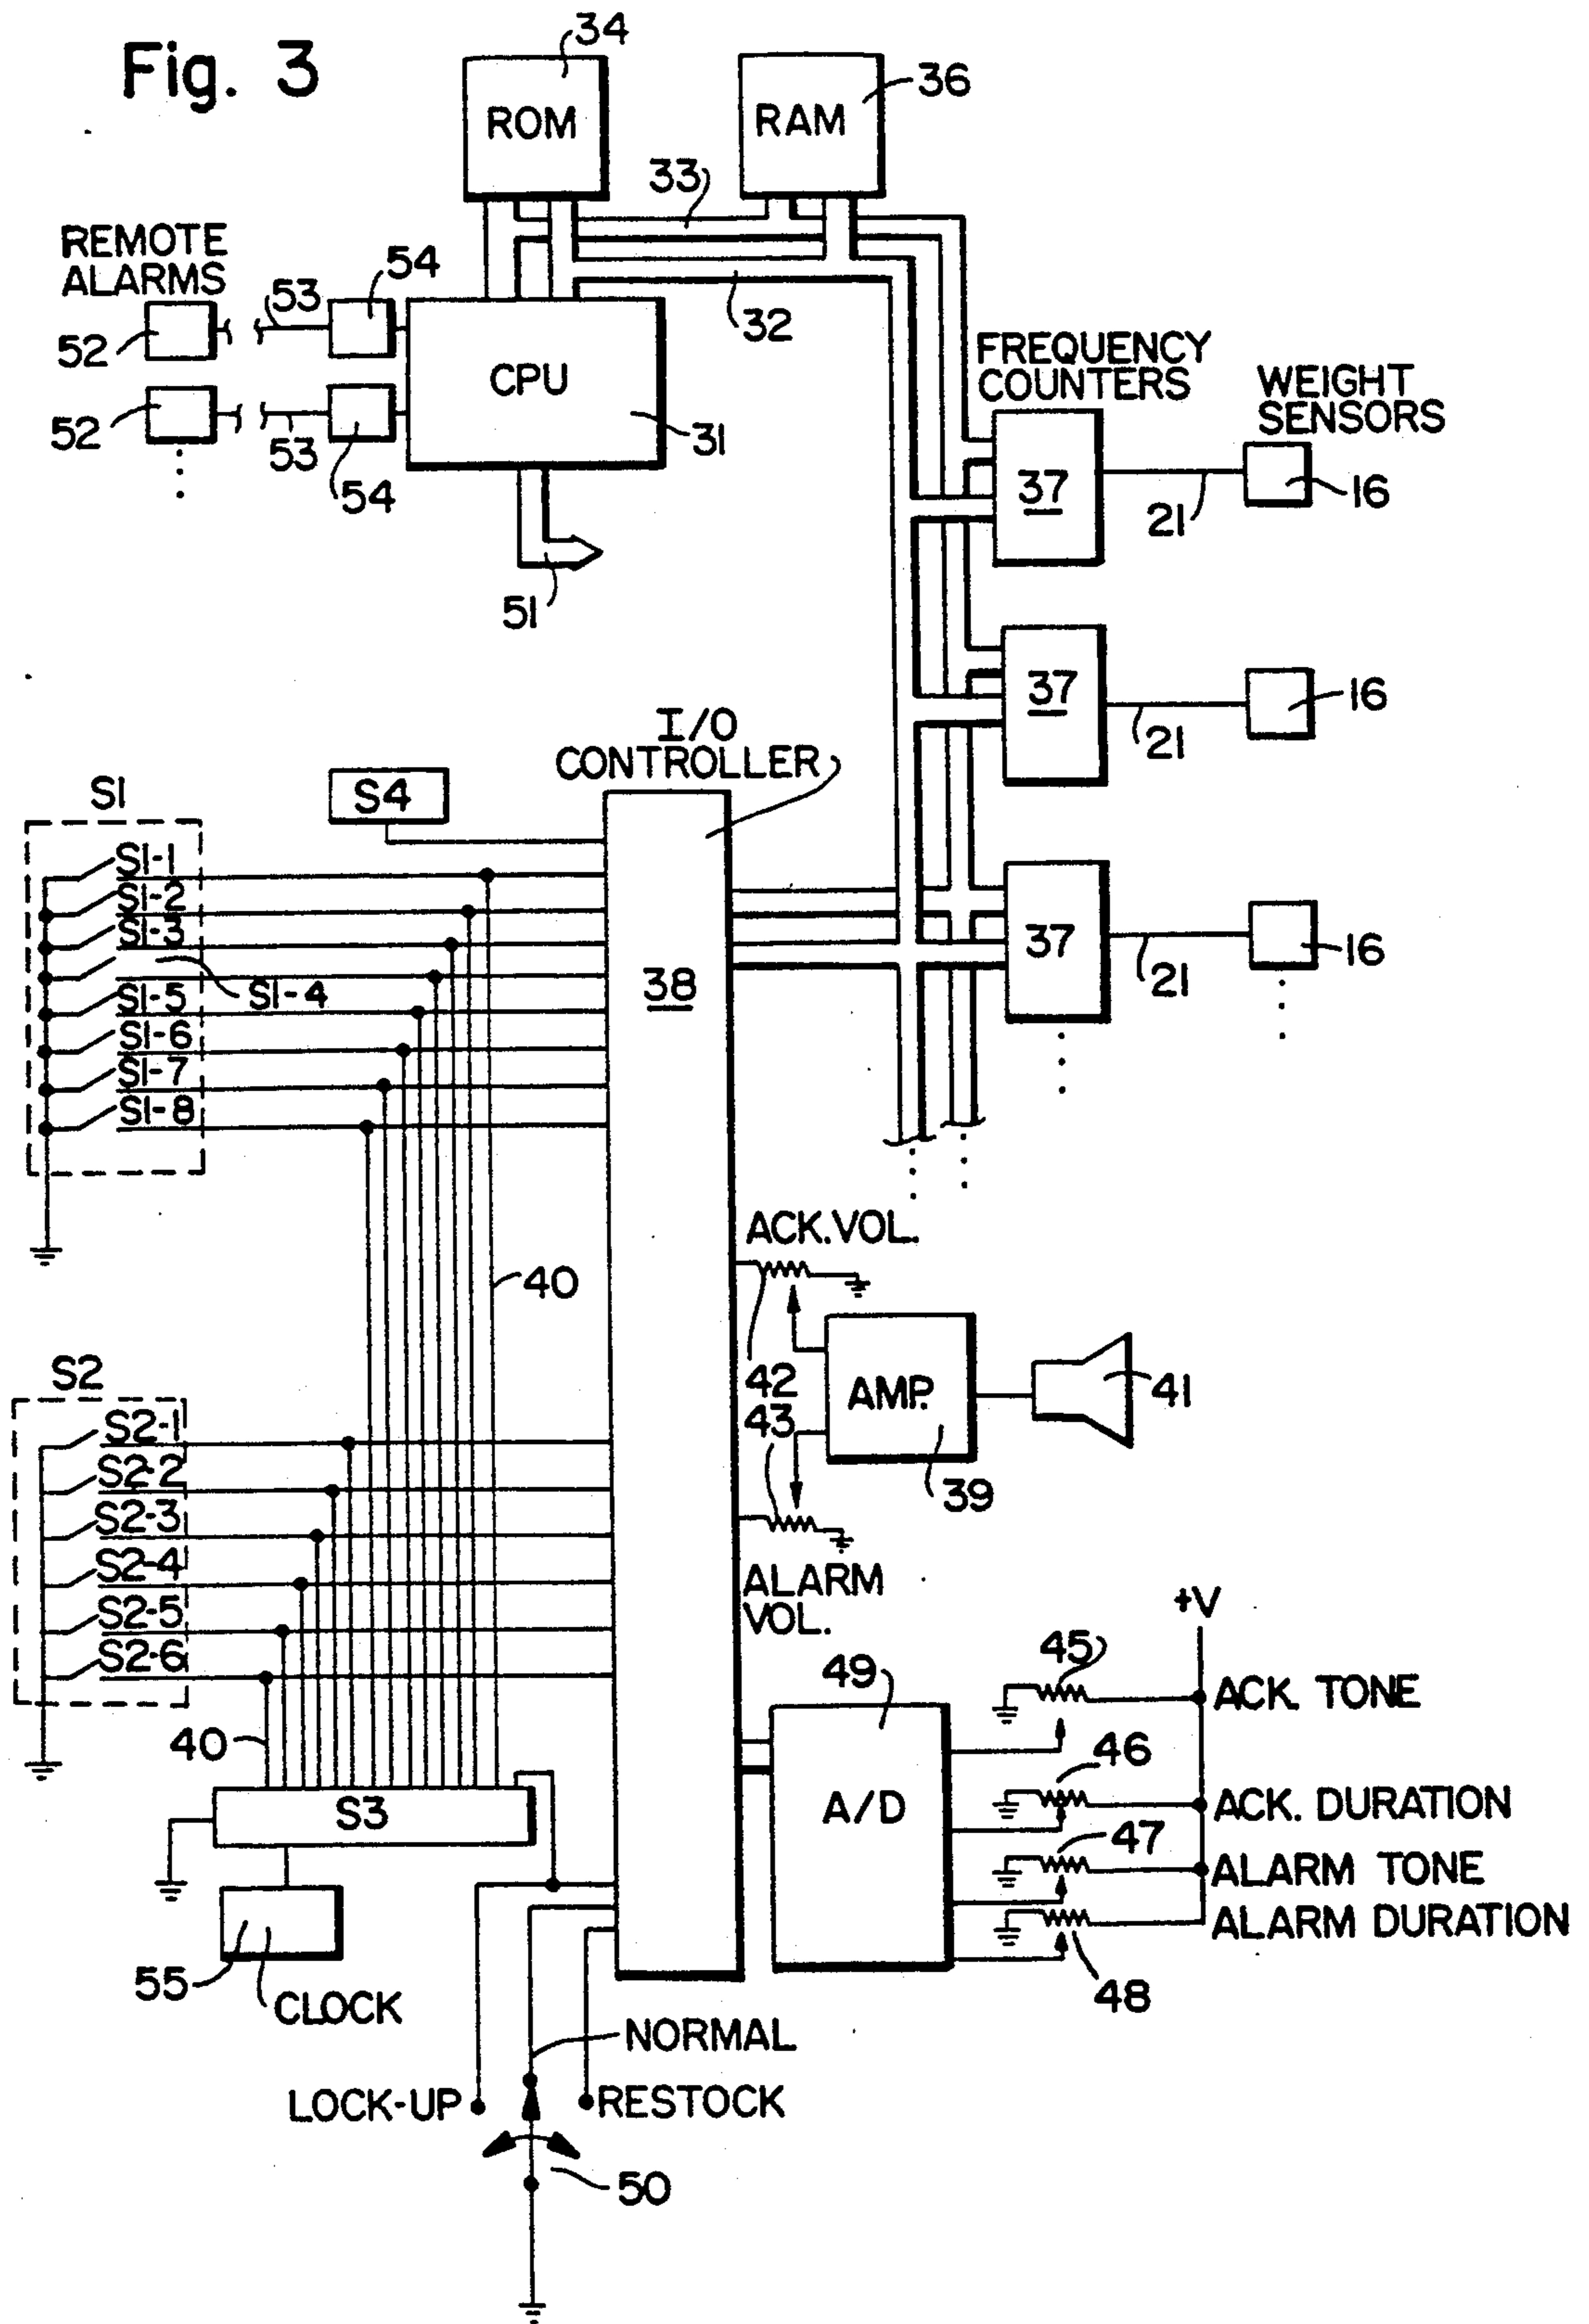 Fig. 3
34
ROM
36
RAM
33
32
REMOTE
ALARMS
54
53
52
52
53
54
CPU
31
51
FREQUENCY
COUNTERS
WEIGHT
SENSORS
37
21
16
37
21
16
37
21
16
I/O
CONTROLLER
38
S4
S1
S1-1
S1-2
S1-3
S1-4
S1-5
S1-6
S1-7
S1-8
40
S2
S2-1
S2-2
S2-3
S2-4
S2-5
S2-6
40
S3
55
CLOCK
ACK. VOL.
42
43
AMP.
39
41
ALARM
VOL.
49
A/D
+V
45
ACK. TONE
46
ACK. DURATION
47
ALARM TONE
ALARM DURATION
48
NORMAL
LOCK-UP
RESTOCK
50